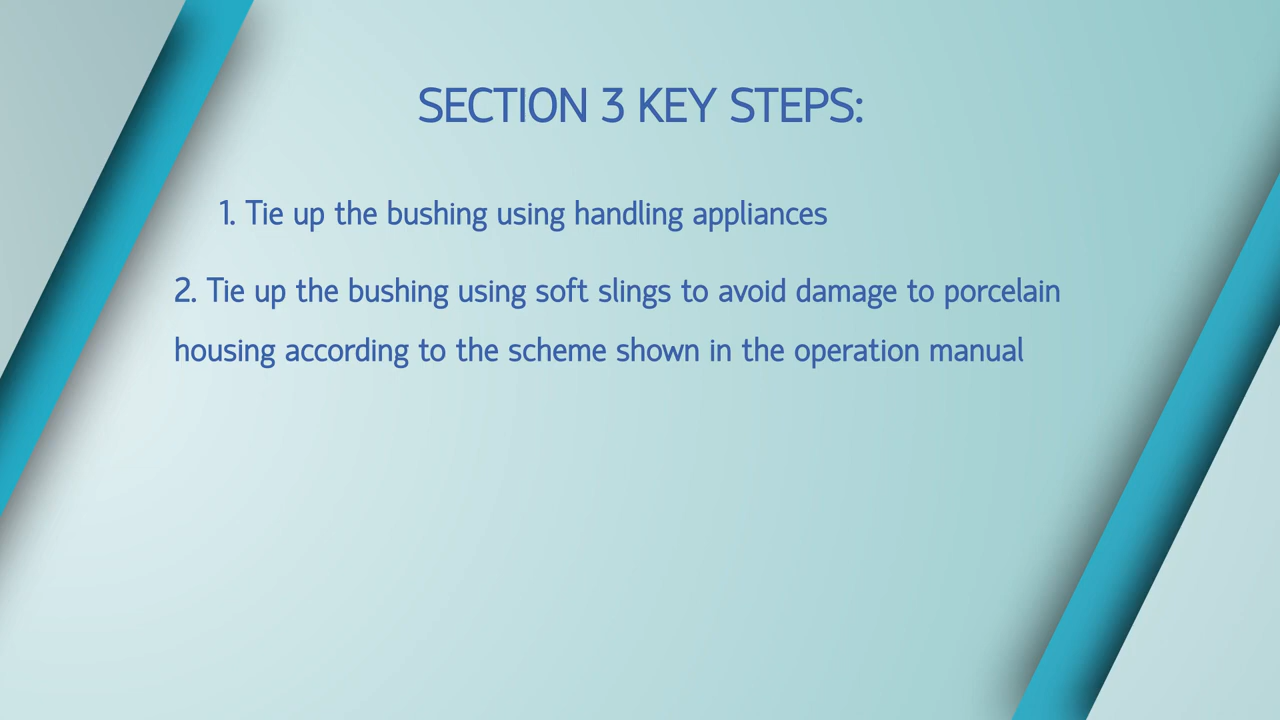 SECTION 3 KEY STEPS:
1. Tie up the bushing using handling appliances
2. Tie up the bushing using soft slings to avoid damage to porcelain
housing according to the scheme shown in the operation manual